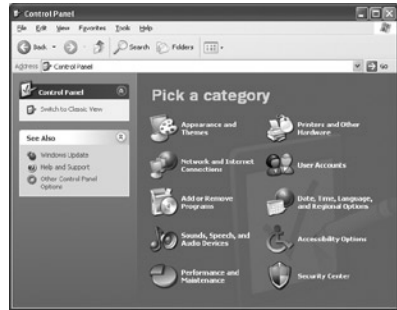 Control Panel
File Edit View Favorites Tools Help
Back Search Folders
Address Control Panel Go
Control Panel
Switch to Classic View
See Also
Windows Update
Help and Support
Other Control Panel
Options
Pick a category
Appearance and
Themes
Printers and Other
Hardware
Network and Internet
Connections
User Accounts
Add or Remove
Programs
Date, Time, Language,
and Regional Options
Sounds, Speech, and
Audio Devices
Accessibility Options
Performance and
Maintenance
Security Center